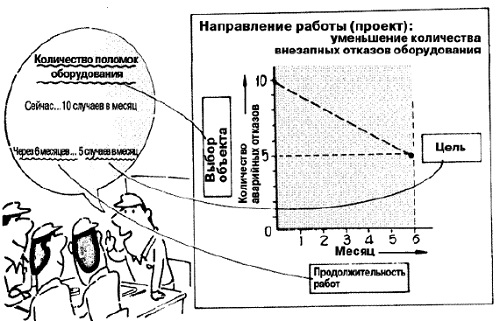 Количество поломок
оборудования
Сейчас... 10 случаев в месяц
Через 6 месяцев... 5 случаев в месяц
Направление работы (проект):
уменьшение количества
внезапных отказов оборудования
Выбор
объекта
Количество
аварийных отказов
10
5
0
1 2 3 4 5 6
Месяц
Цель
Продолжительность
работ